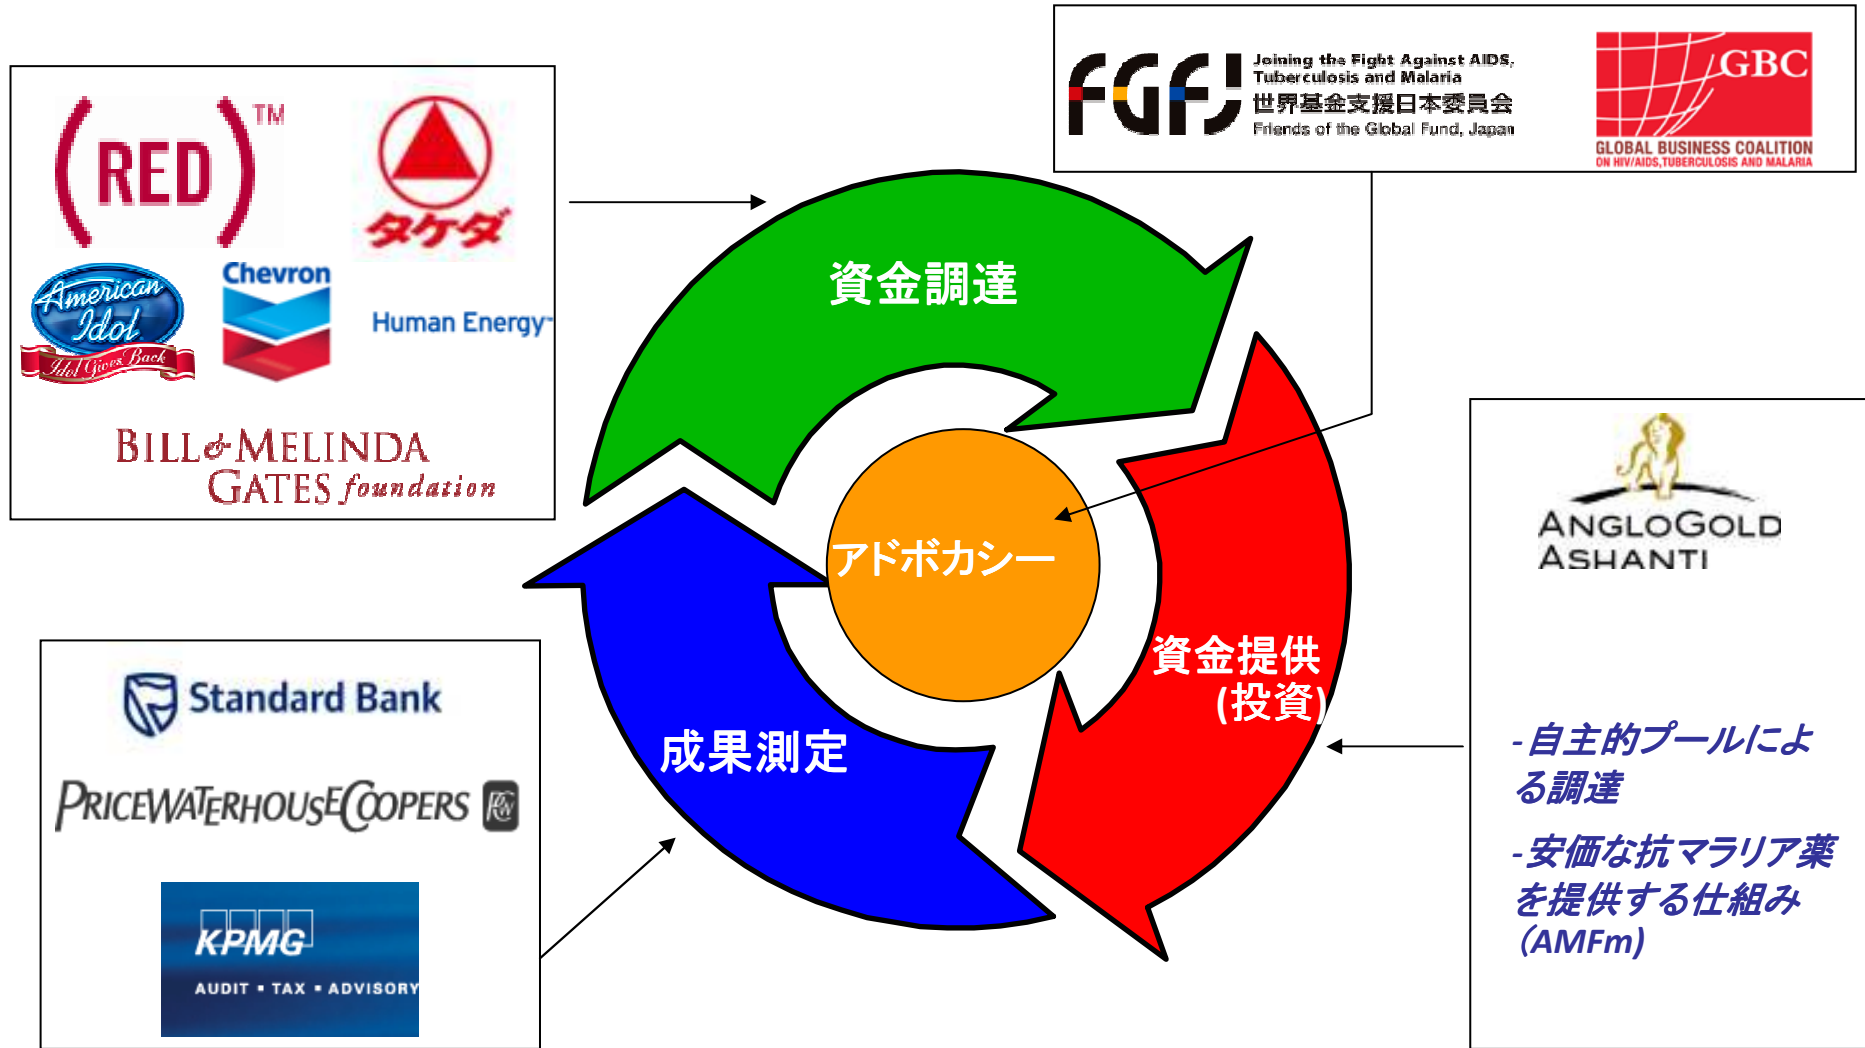 Joining the Fight Against AIDS,
Tuberculosis and Malaria
FGFJ
世界基金支援日本委員会
Friends of the Global Fund, Japan
GBC
GLOBAL BUSINESS COALITION
ON HIV/AIDS,TUBERCULOSIS AND MALARIA
(RED)™
タケダ
American
Idol
Idol Gives Back
Chevron
Human Energy
BILL & MELINDA
GATES foundation
資金調達
アドボカシー
資金提供
(投資)
成果測定
ANGLOGOLD
ASHANTI
-自主的プールによ
る調達
-安価な抗マラリア薬
を提供する仕組み
（AMFm)
Standard Bank
PRICEWATERHOUSECOOPERS
PwC
KPMG
AUDIT ▪ TAX ▪ ADVISORY